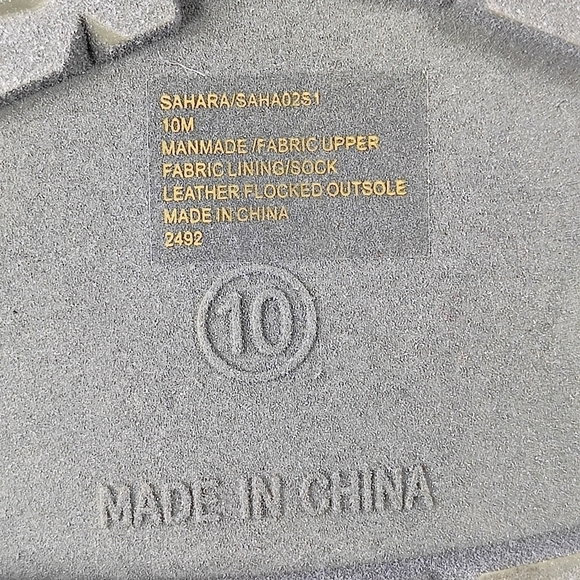 SAHARA/SAHA02S1
10M
MANMADE /FABRIC UPPER
FABRIC LINING/SOCK
LEATHER FLOCKED OUTSOLE
MADE IN CHINA
2492
10
MADE IN CHINA